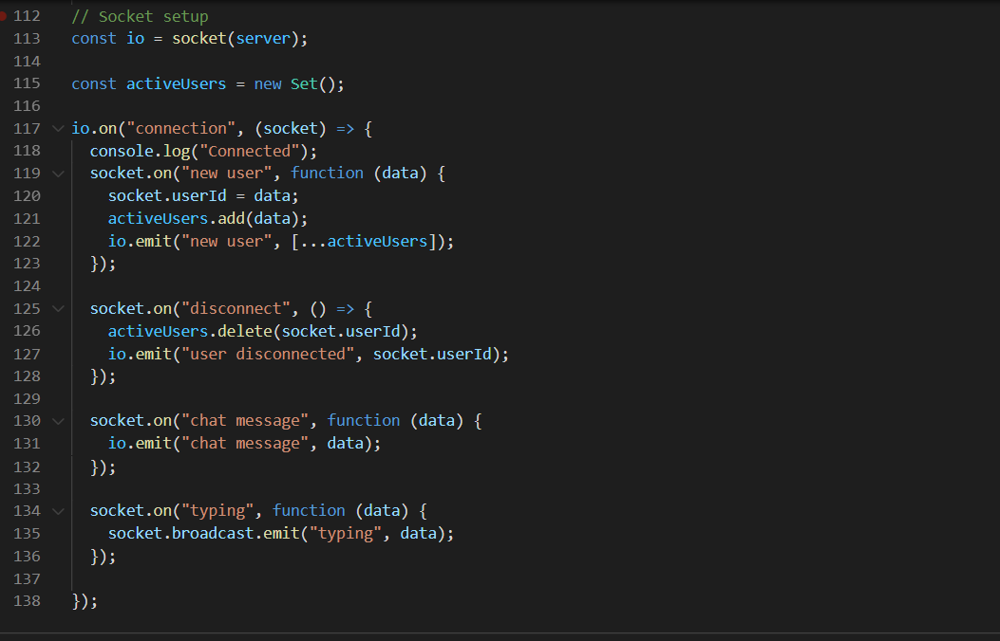 112 // Socket setup
113 const io = socket(server);
114
115 const activeUsers = new Set();
116
117 io.on("connection", (socket) => {
118 console.log("Connected");
119 socket.on("new user", function (data) {
120 socket.userId = data;
121 activeUsers.add(data);
122 io.emit("new user", [...activeUsers]);
123 });
124
125 socket.on("disconnect", () => {
126 activeUsers.delete(socket.userId);
127 io.emit("user disconnected", socket.userId);
128 });
129
130 socket.on("chat message", function (data) {
131 io.emit("chat message", data);
132 });
133
134 socket.on("typing", function (data) {
135 socket.broadcast.emit("typing", data);
136 });
137
138 });